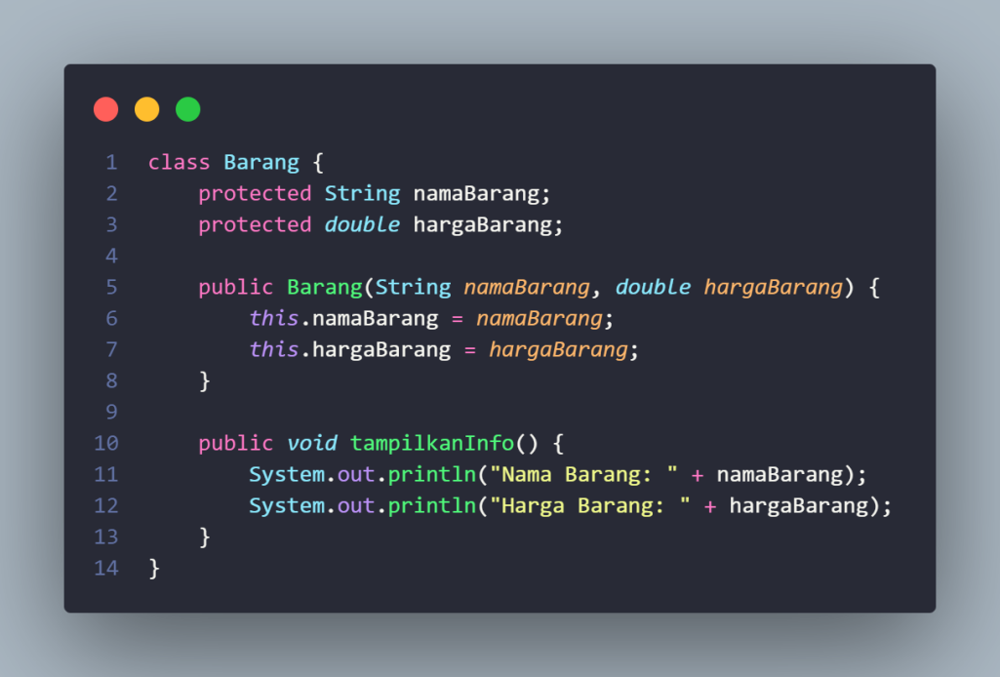 1 class Barang {
2     protected String namaBarang;
3     protected double hargaBarang;
4
5     public Barang(String namaBarang, double hargaBarang) {
6         this.namaBarang = namaBarang;
7         this.hargaBarang = hargaBarang;
8     }
9
10     public void tampilkanInfo() {
11         System.out.println("Nama Barang: " + namaBarang);
12         System.out.println("Harga Barang: " + hargaBarang);
13     }
14 }